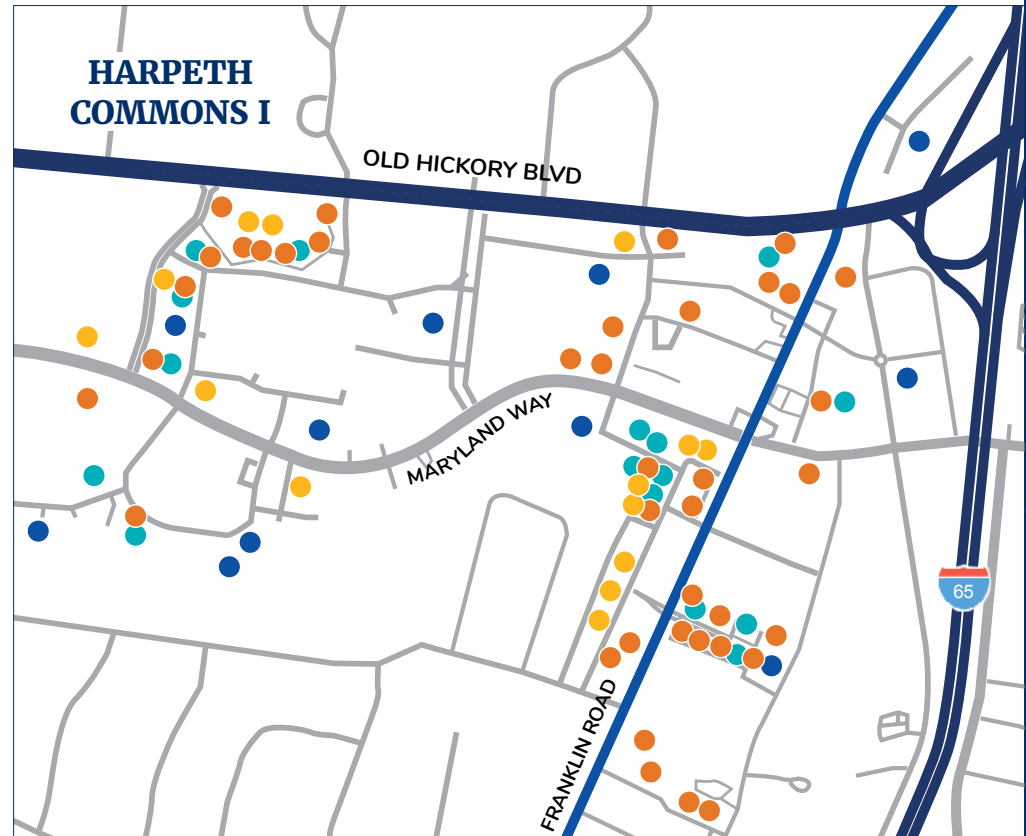 HARPETH
COMMONS I
OLD HICKORY BLVD
MARYLAND WAY
65
FRANKLIN ROAD